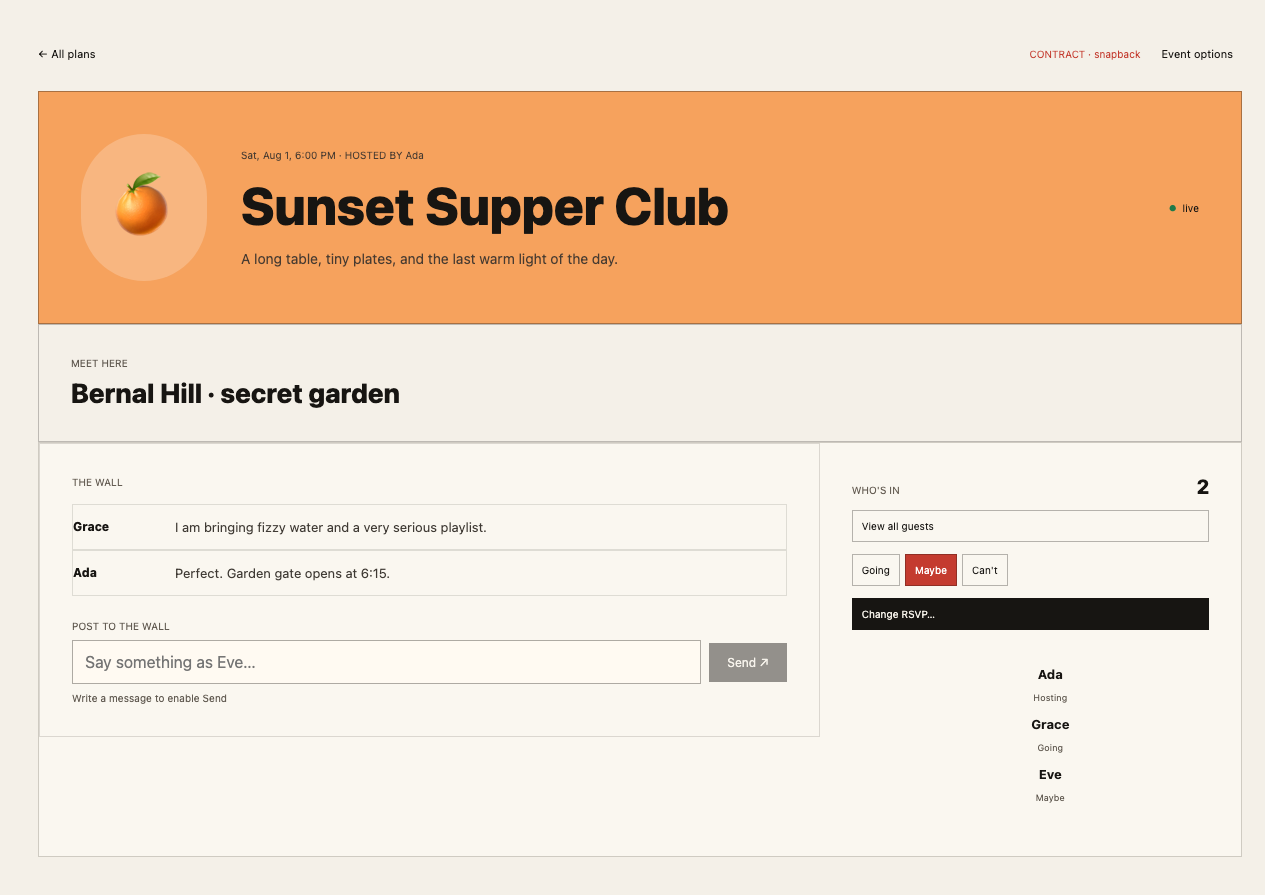 ← All plans
CONTRACT · snapback
Event options
Sat, Aug 1, 6:00 PM · HOSTED BY Ada
Sunset Supper Club
A long table, tiny plates, and the last warm light of the day.
live
MEET HERE
Bernal Hill · secret garden
THE WALL
Grace I am bringing fizzy water and a very serious playlist.
Ada Perfect. Garden gate opens at 6:15.
POST TO THE WALL
Say something as Eve...
Send ↗
Write a message to enable Send
WHO'S IN 2
View all guests
Going Maybe Can't
Change RSVP...
Ada
Hosting
Grace
Going
Eve
Maybe